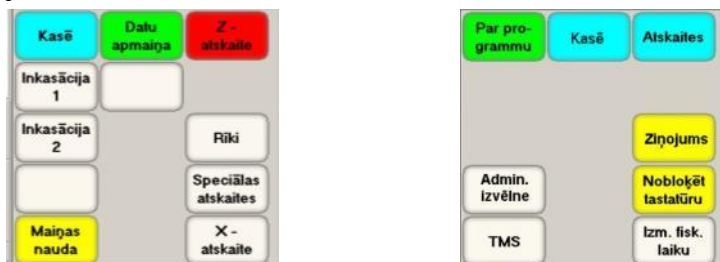 Kasē
Datu
apmaiņa
Z -
atskaite
Inkasācija
1
Inkasācija
2
Rīki
Speciālas
atskaites
Maiņas
nauda
X -
atskaite
Par pro-
grammu
Kasē
Atskaites
Ziņojums
Admin.
izvēlne
Nobloķēt
tastatūru
TMS
Izm. fisk.
laiku